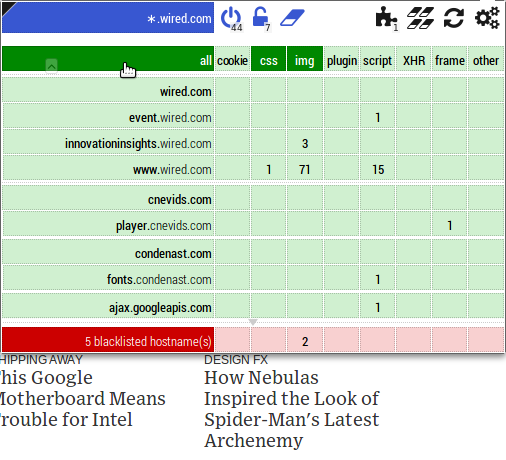 ∗.wired.com 44 7 1
all cookie css img plugin script XHR frame other
wired.com
event.wired.com 1
innovationinsights.wired.com 3
www.wired.com 1 71 15
cnevids.com
player.cnevids.com 1
condenast.com
fonts.condenast.com 1
ajax.googleapis.com 1
5 blacklisted hostname(s) 2
HIPPING AWAY
his Google
Motherboard Means
rouble for Intel
DESIGN FX
How Nebulas
Inspired the Look of
Spider-Man's Latest
Archenemy